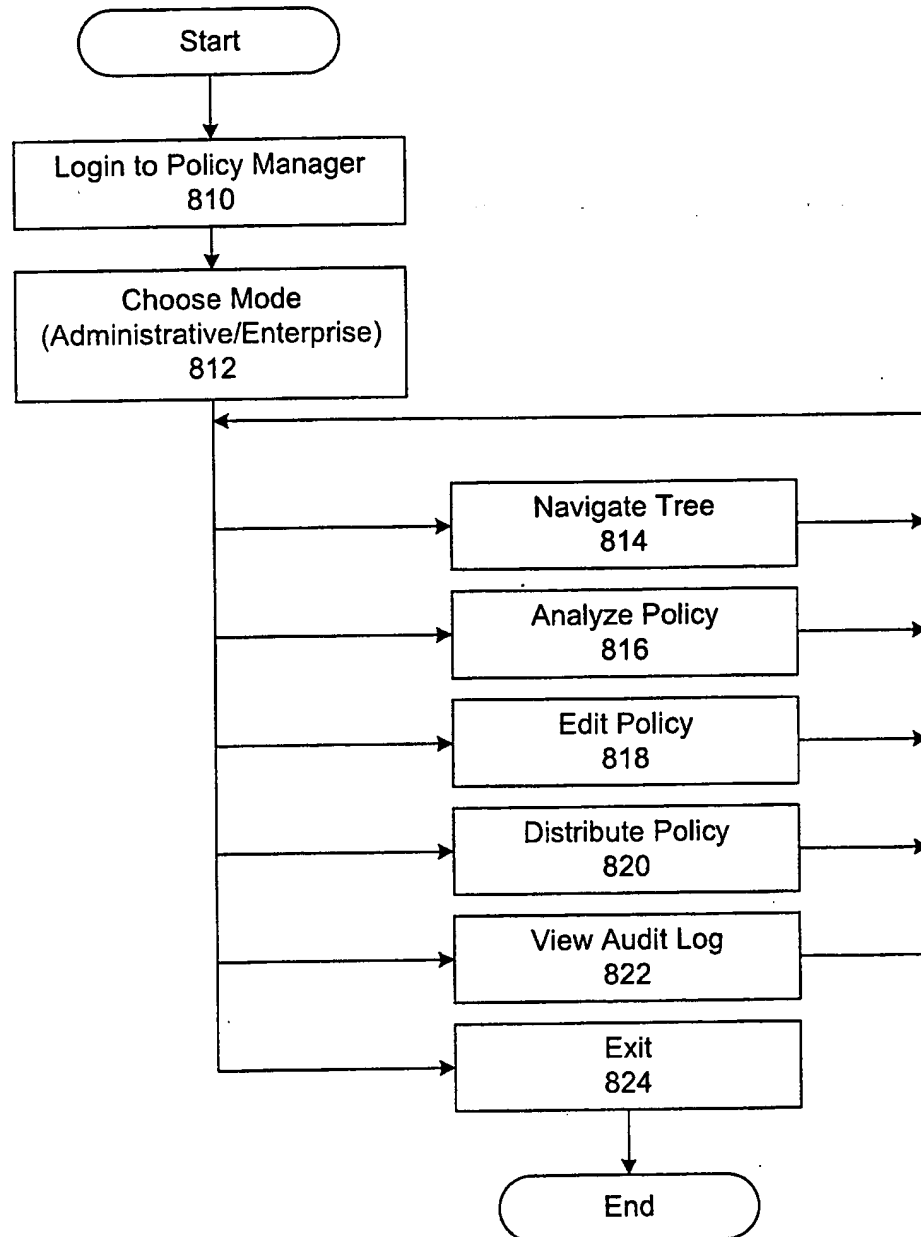 Start
Login to Policy Manager
810
Choose Mode
(Administrative/Enterprise)
812
Navigate Tree
814
Analyze Policy
816
Edit Policy
818
Distribute Policy
820
View Audit Log
822
Exit
824
End